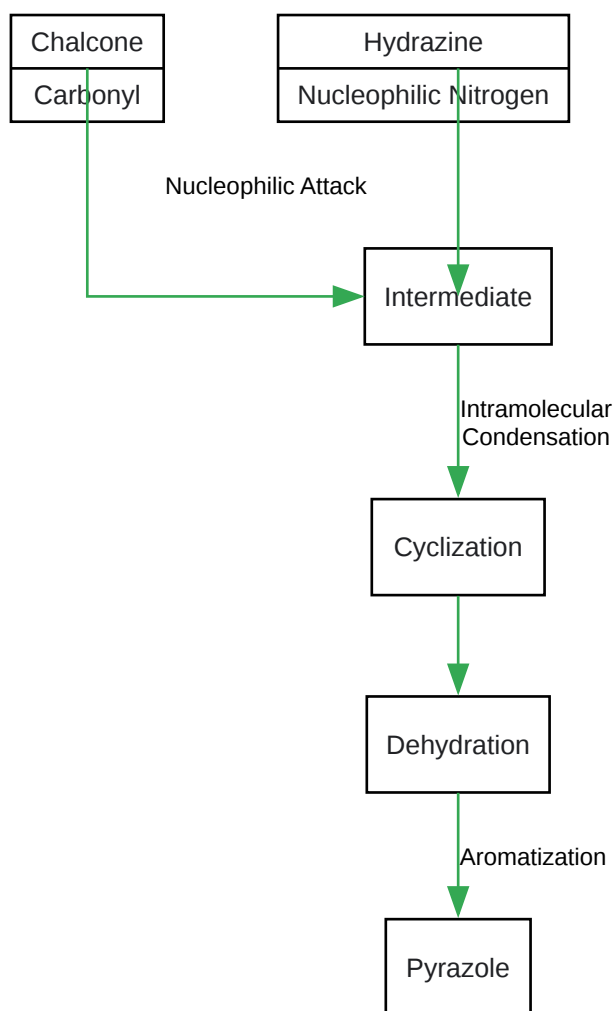 Chalcone
Carbonyl
Hydrazine
Nucleophilic Nitrogen
Nucleophilic Attack
Intermediate
Intramolecular
Condensation
Cyclization
Dehydration
Aromatization
Pyrazole